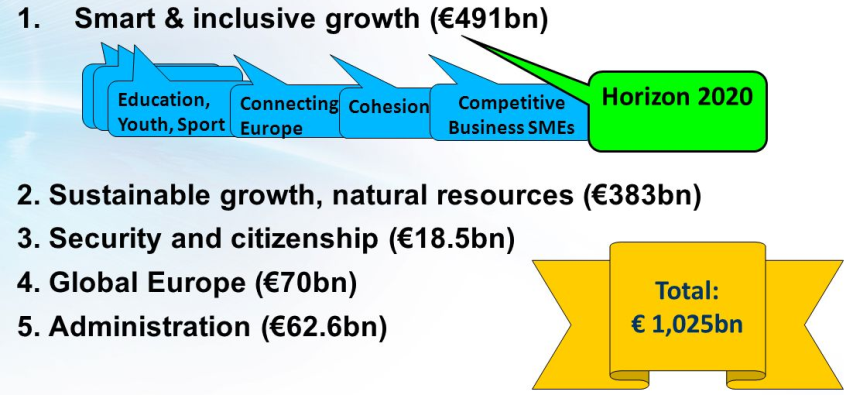 1. Smart & inclusive growth (€491bn)
Education,
Youth, Sport
Connecting
Europe
Cohesion
Competitive
Business SMEs
Horizon 2020
2. Sustainable growth, natural resources (€383bn)
3. Security and citizenship (€18.5bn)
4. Global Europe (€70bn)
5. Administration (€62.6bn)
Total:
€ 1,025bn